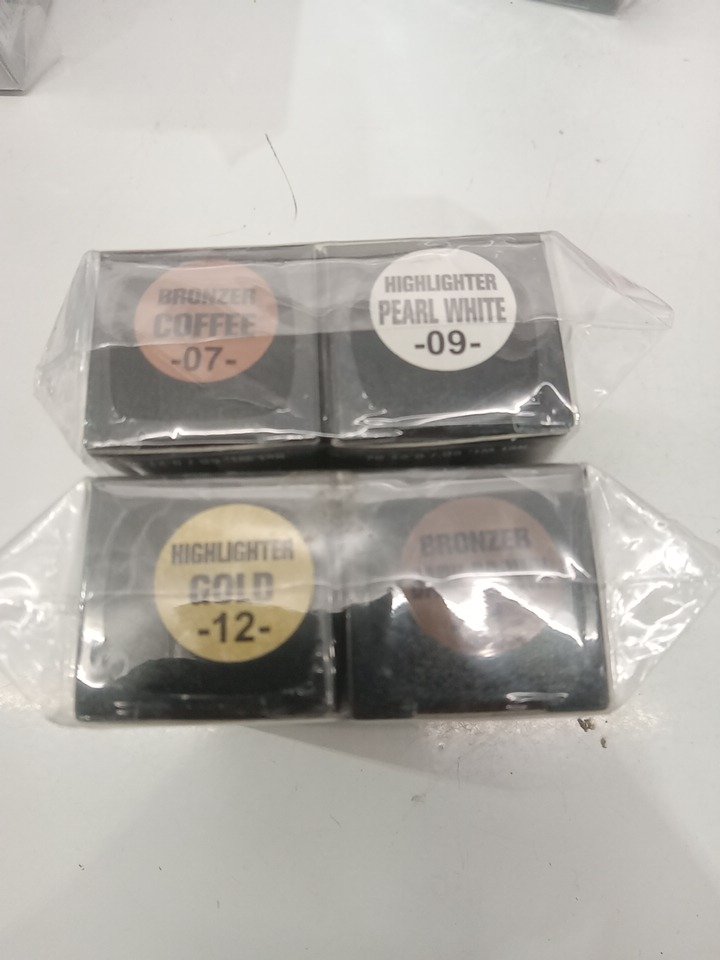 BRONZER
COFFEE
-07-
HIGHLIGHTER
PEARL WHITE
-09-
HIGHLIGHTER
GOLD
-12-
BRONZER